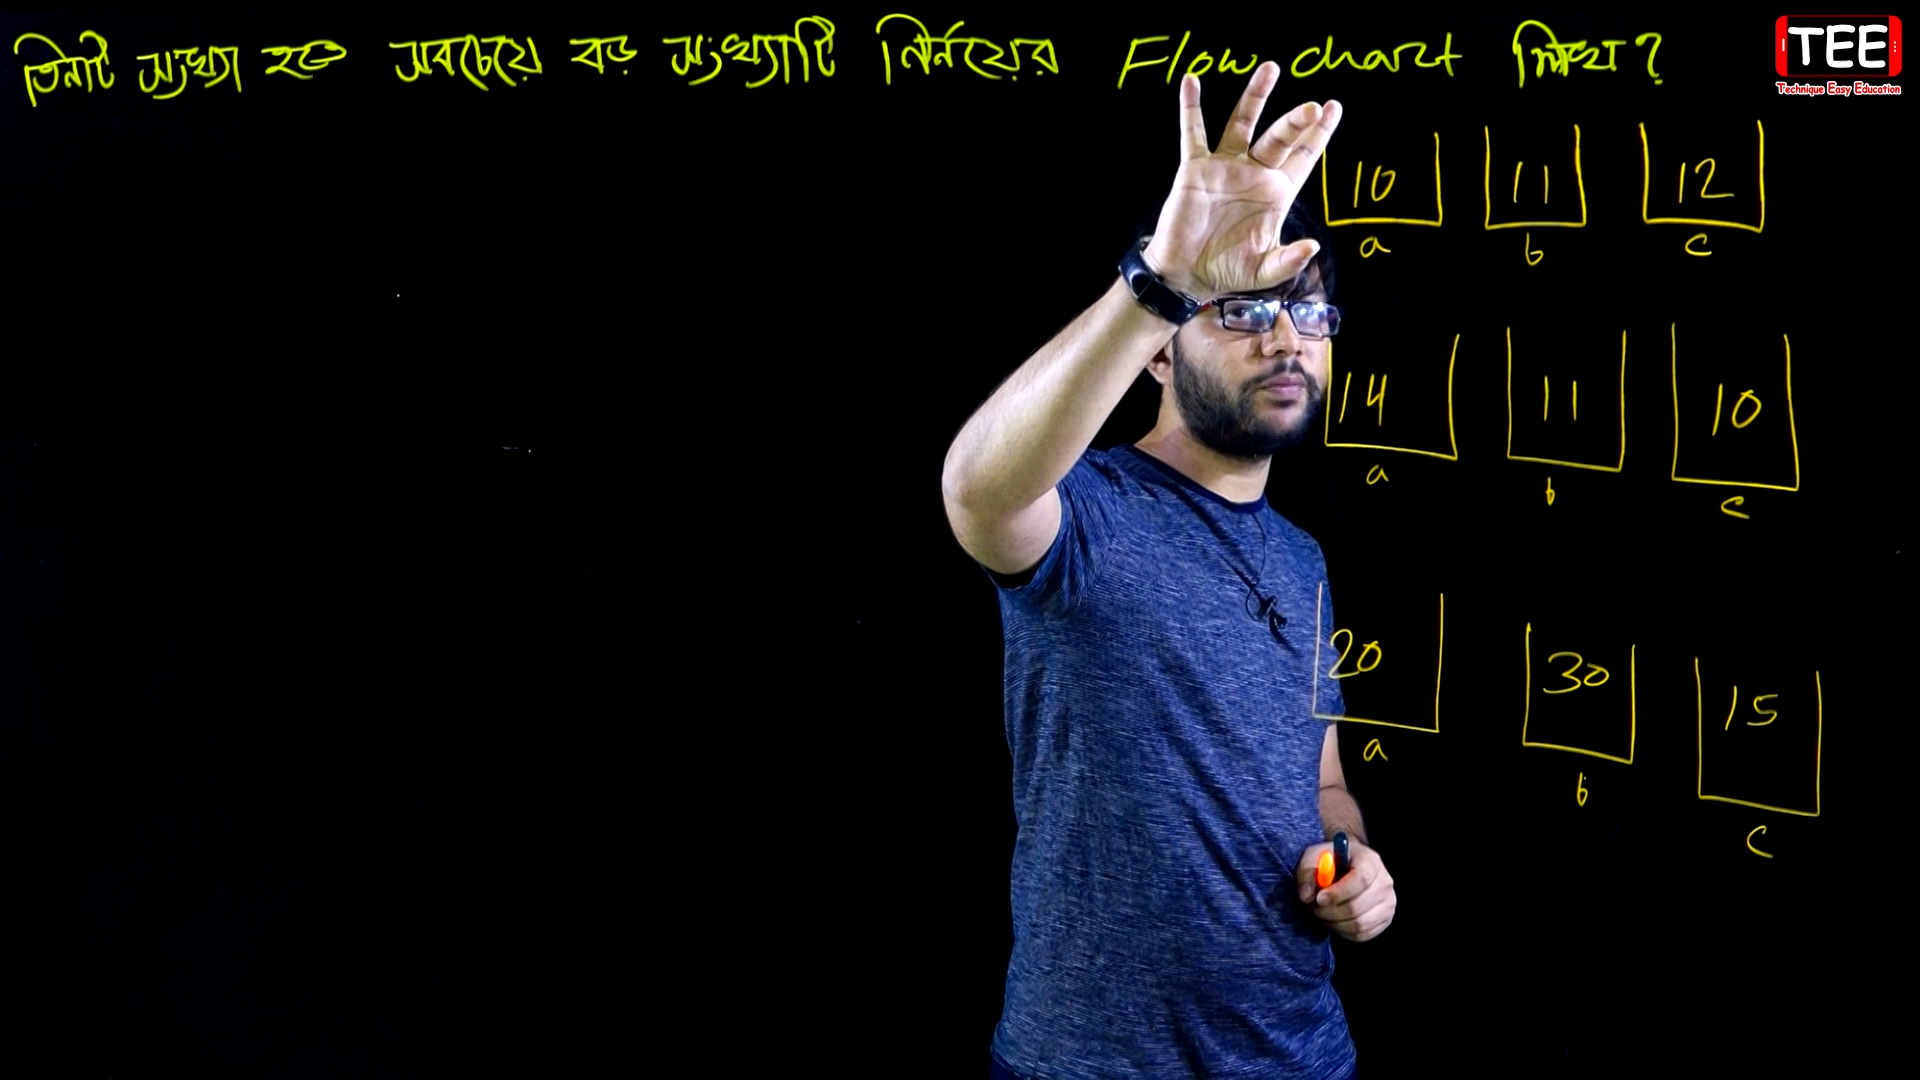 তিনটি সংখ্যা হতে সবচেয়ে বড় সংখ্যাটি নির্নয়ের Flow chart লিখ?
TEE
Technique Easy Education
10 11 12
a b c
14 11 10
a b c
20 30 15
a b c